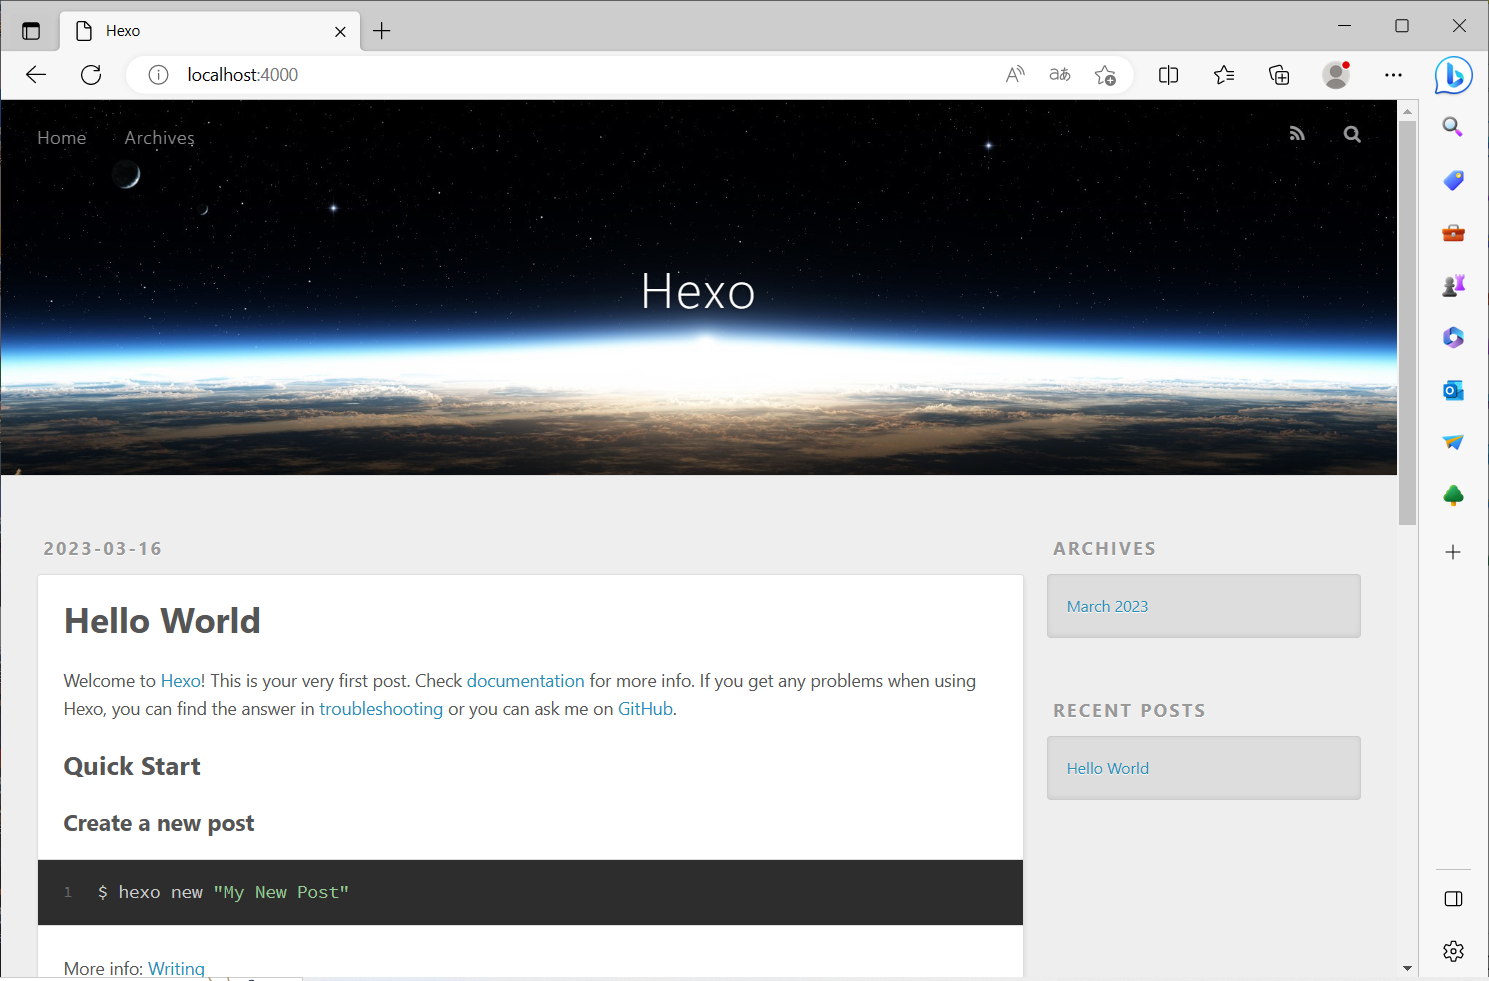 Hexo
localhost:4000
Home Archives
Hexo
2023-03-16
Hello World
Welcome to Hexo! This is your very first post. Check documentation for more info. If you get any problems when using
Hexo, you can find the answer in troubleshooting or you can ask me on GitHub.
Quick Start
Create a new post
1 $ hexo new "My New Post"
More info: Writing
ARCHIVES
March 2023
RECENT POSTS
Hello World